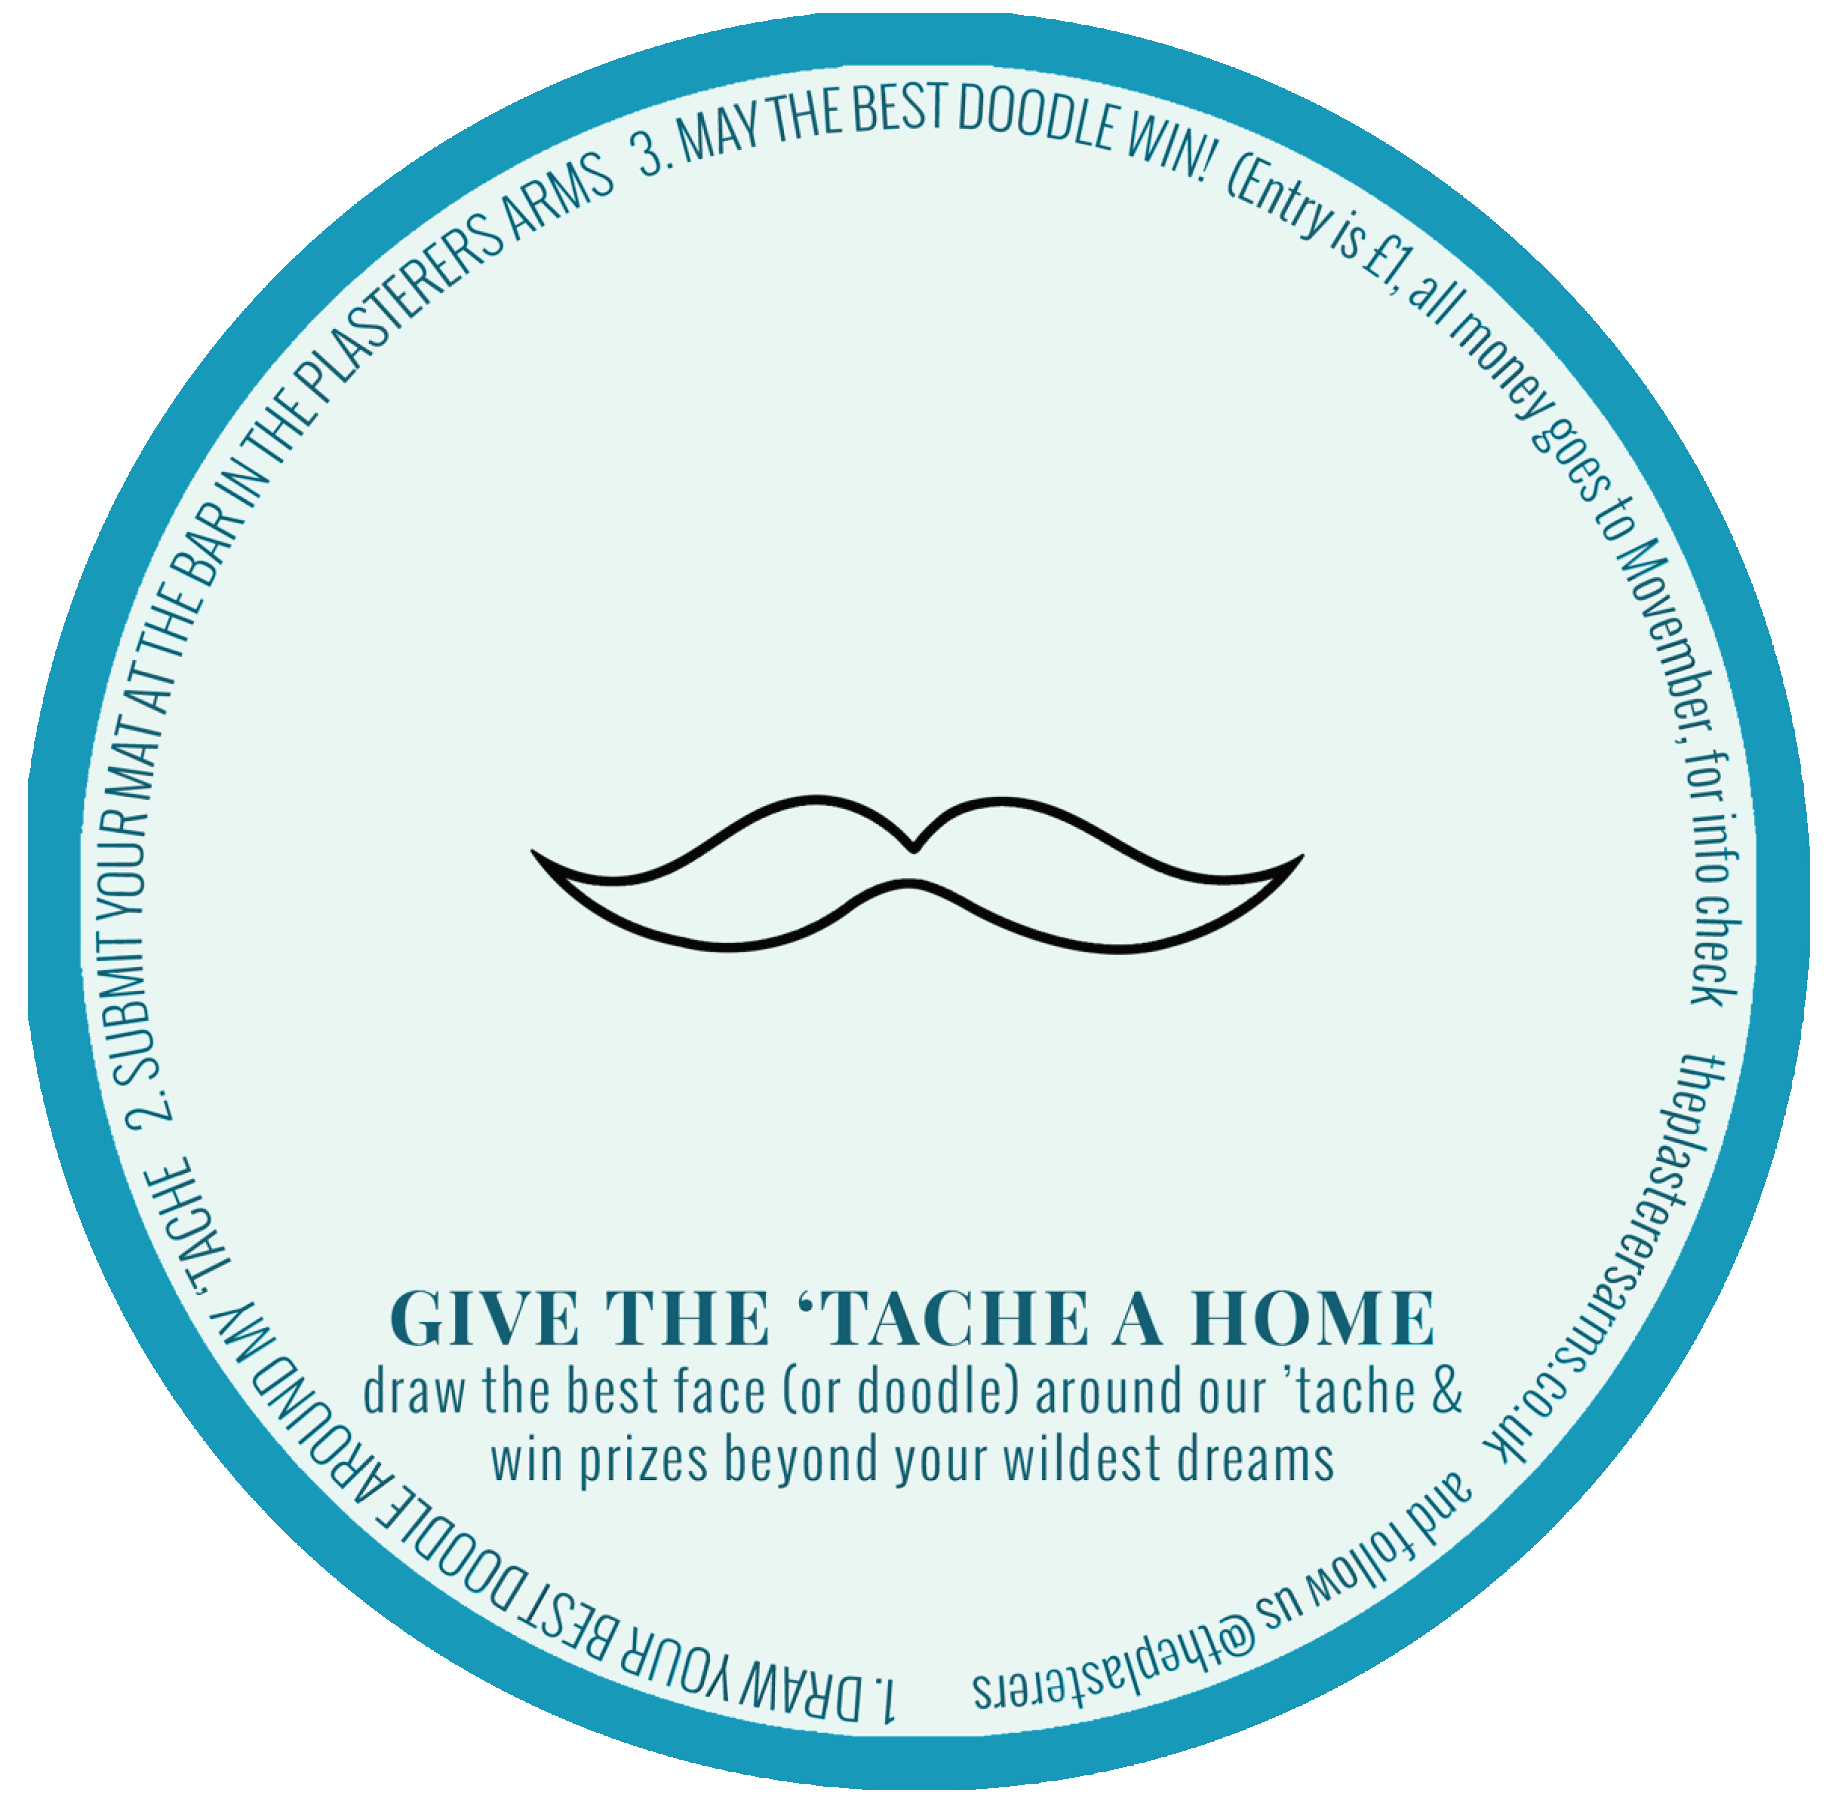 1. DRAW YOUR BEST DOODLE AROUND MY 'TACHE 2. SUBMIT YOUR MAT AT THE BAR IN THE PLASTERERS ARMS 3. MAY THE BEST DOODLE WIN! (Entry is £1, all money goes to Movember, for info check theplasterersarms.co.uk and follow us @theplasterers
GIVE THE ‘TACHE A HOME
draw the best face (or doodle) around our ’tache &
win prizes beyond your wildest dreams